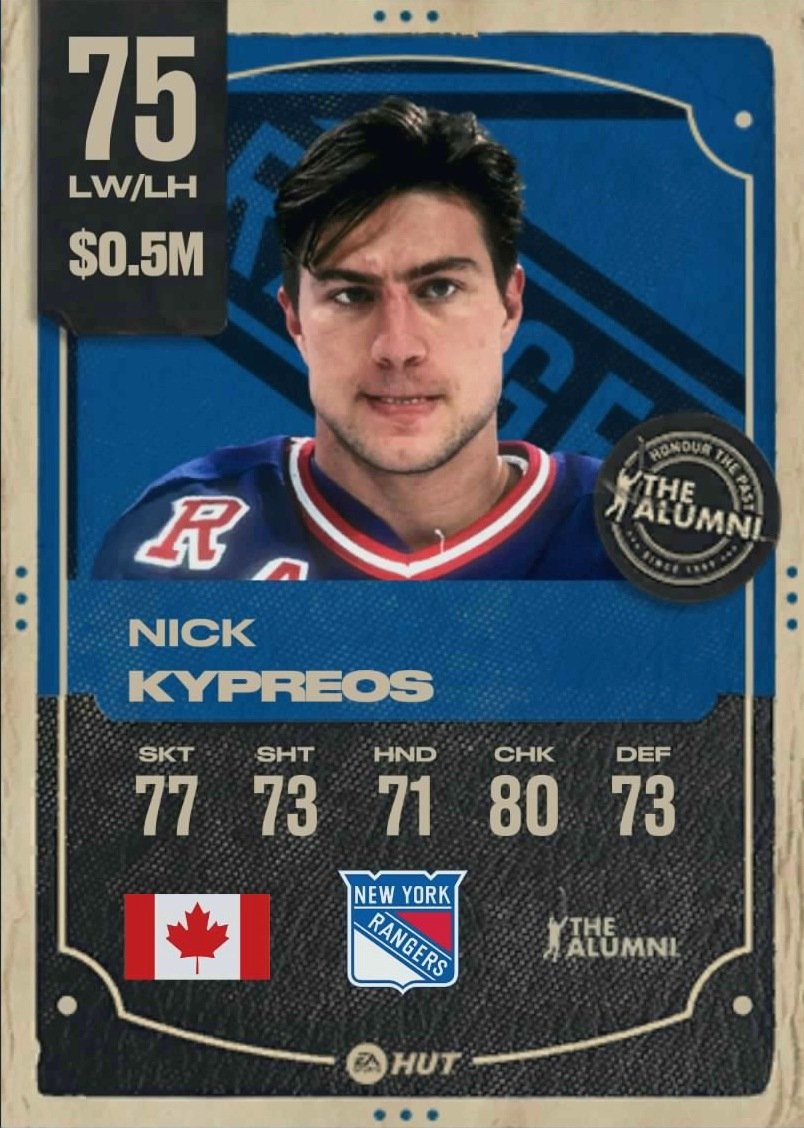 75
LW/LH
$0.5M
R
HONOUR THE PAST
THE
ALUMNI
NICK
KYPREOS
SKT SHT HND CHK DEF
77 73 71 80 73
NEW YORK
RANGERS
THE
ALUMNI
EA
HUT